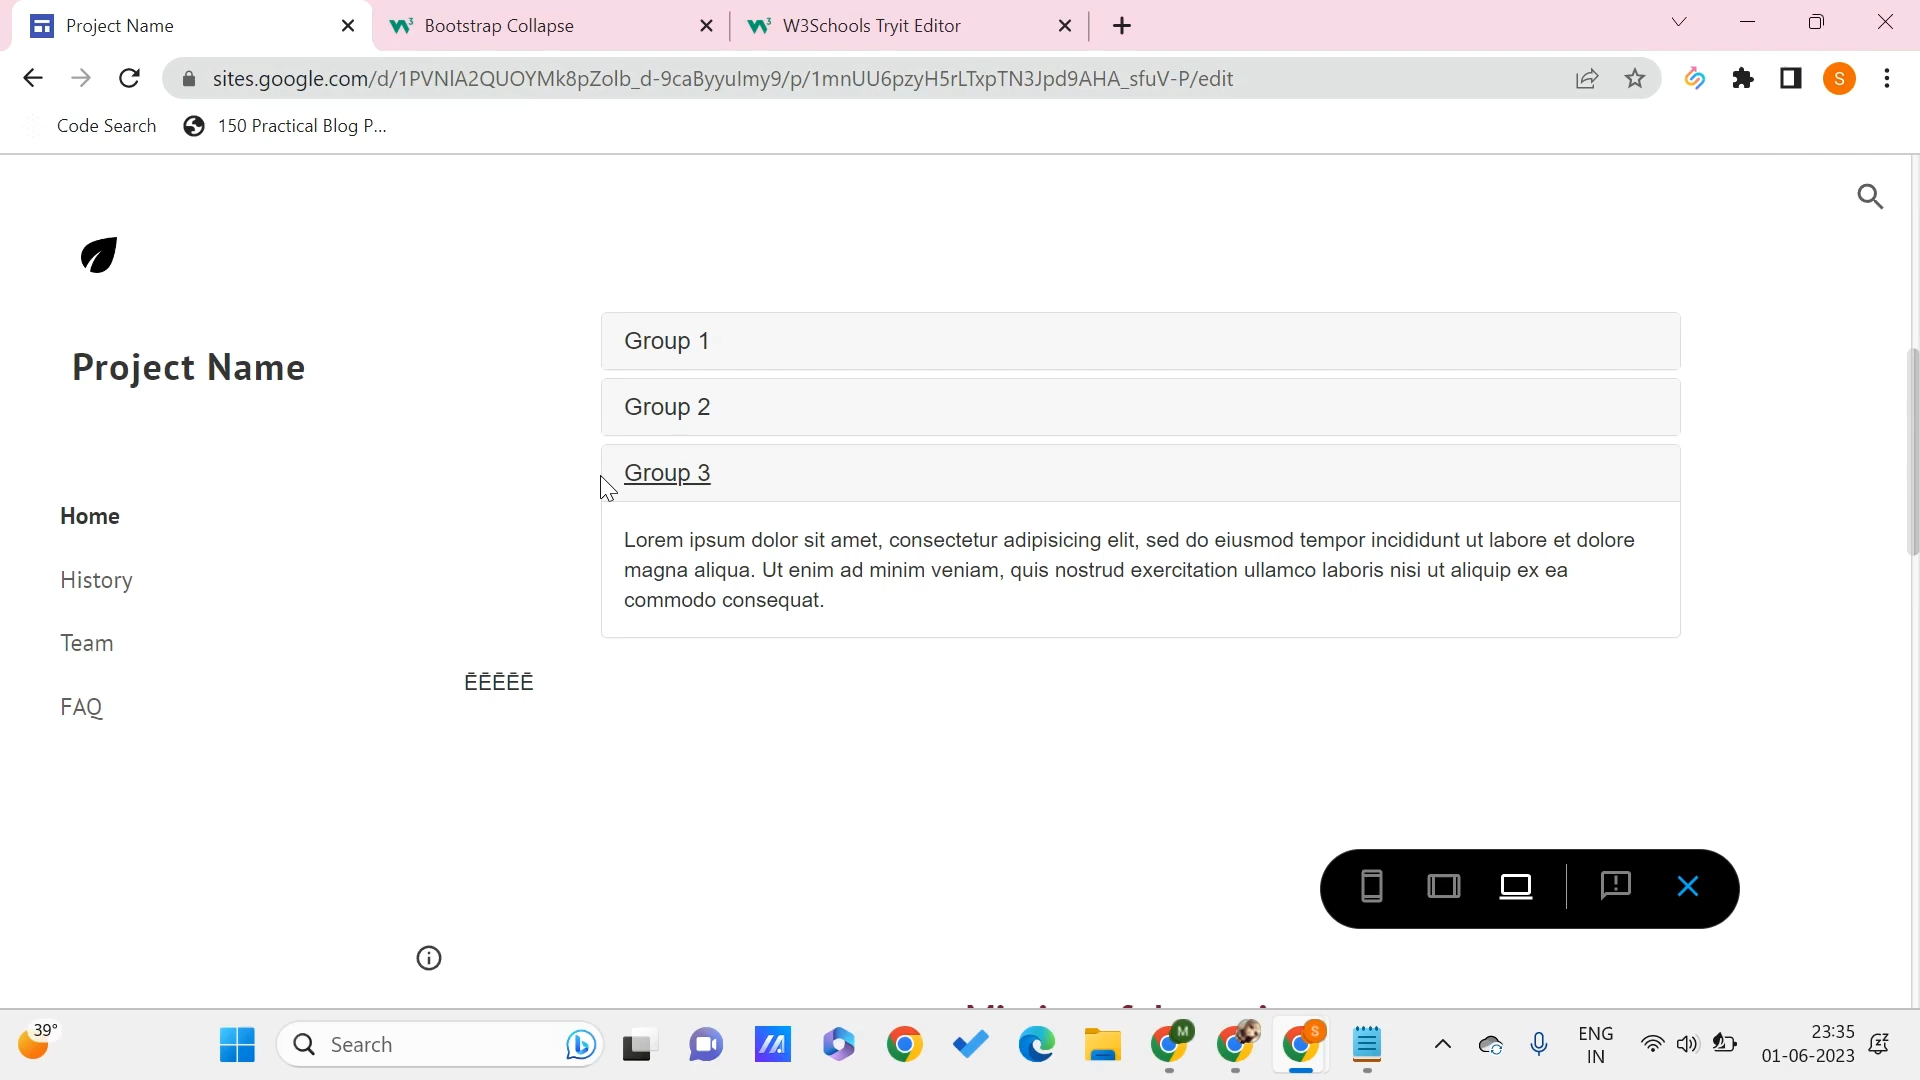 Project Name
Bootstrap Collapse
W3Schools Tryit Editor
sites.google.com/d/1PVNlA2QUOYMk8pZolb_d-9caByyuImy9/p/1mnUU6pzyH5rLTxpTN3Jpd9AHA_sfuV-P/edit
S
Code Search
150 Practical Blog P...
Project Name
Home
History
Team
FAQ
Group 1
Group 2
Group 3
Lorem ipsum dolor sit amet, consectetur adipisicing elit, sed do eiusmod tempor incididunt ut labore et dolore
magna aliqua. Ut enim ad minim veniam, quis nostrud exercitation ullamco laboris nisi ut aliquip ex ea
commodo consequat.
ĒĒĒĒĒ
39°
Search
M
S
ENG
IN
23:35
01-06-2023